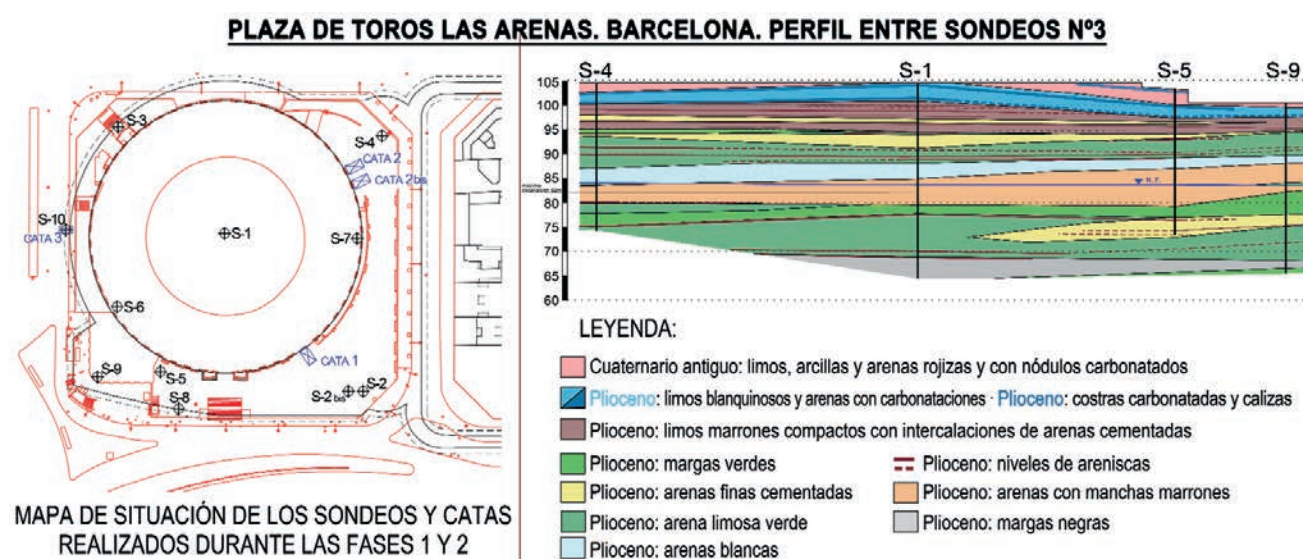 PLAZA DE TOROS LAS ARENAS. BARCELONA. PERFIL ENTRE SONDEOS Nº3
S-3
S-4
CATA 2
CATA 2 bis
S-10
CATA 3
S-1
S-7
S-6
CATA 1
S-9
S-5
S-2 bis
S-2
S-8
MAPA DE SITUACIÓN DE LOS SONDEOS Y CATAS
REALIZADOS DURANTE LAS FASES 1 Y 2
S-4
S-1
S-5
S-9
105
100
95
90
85
80
75
70
65
60
N.F.
LEYENDA:
Cuaternario antiguo: limos, arcillas y arenas rojizas y con nódulos carbonatados
Plioceno: limos blanquinosos y arenas con carbonataciones · Plioceno: costras carbonatadas y calizas
Plioceno: limos marrones compactos con intercalaciones de arenas cementadas
Plioceno: margas verdes
Plioceno: arenas finas cementadas
Plioceno: arena limosa verde
Plioceno: arenas blancas
Plioceno: niveles de areniscas
Plioceno: arenas con manchas marrones
Plioceno: margas negras